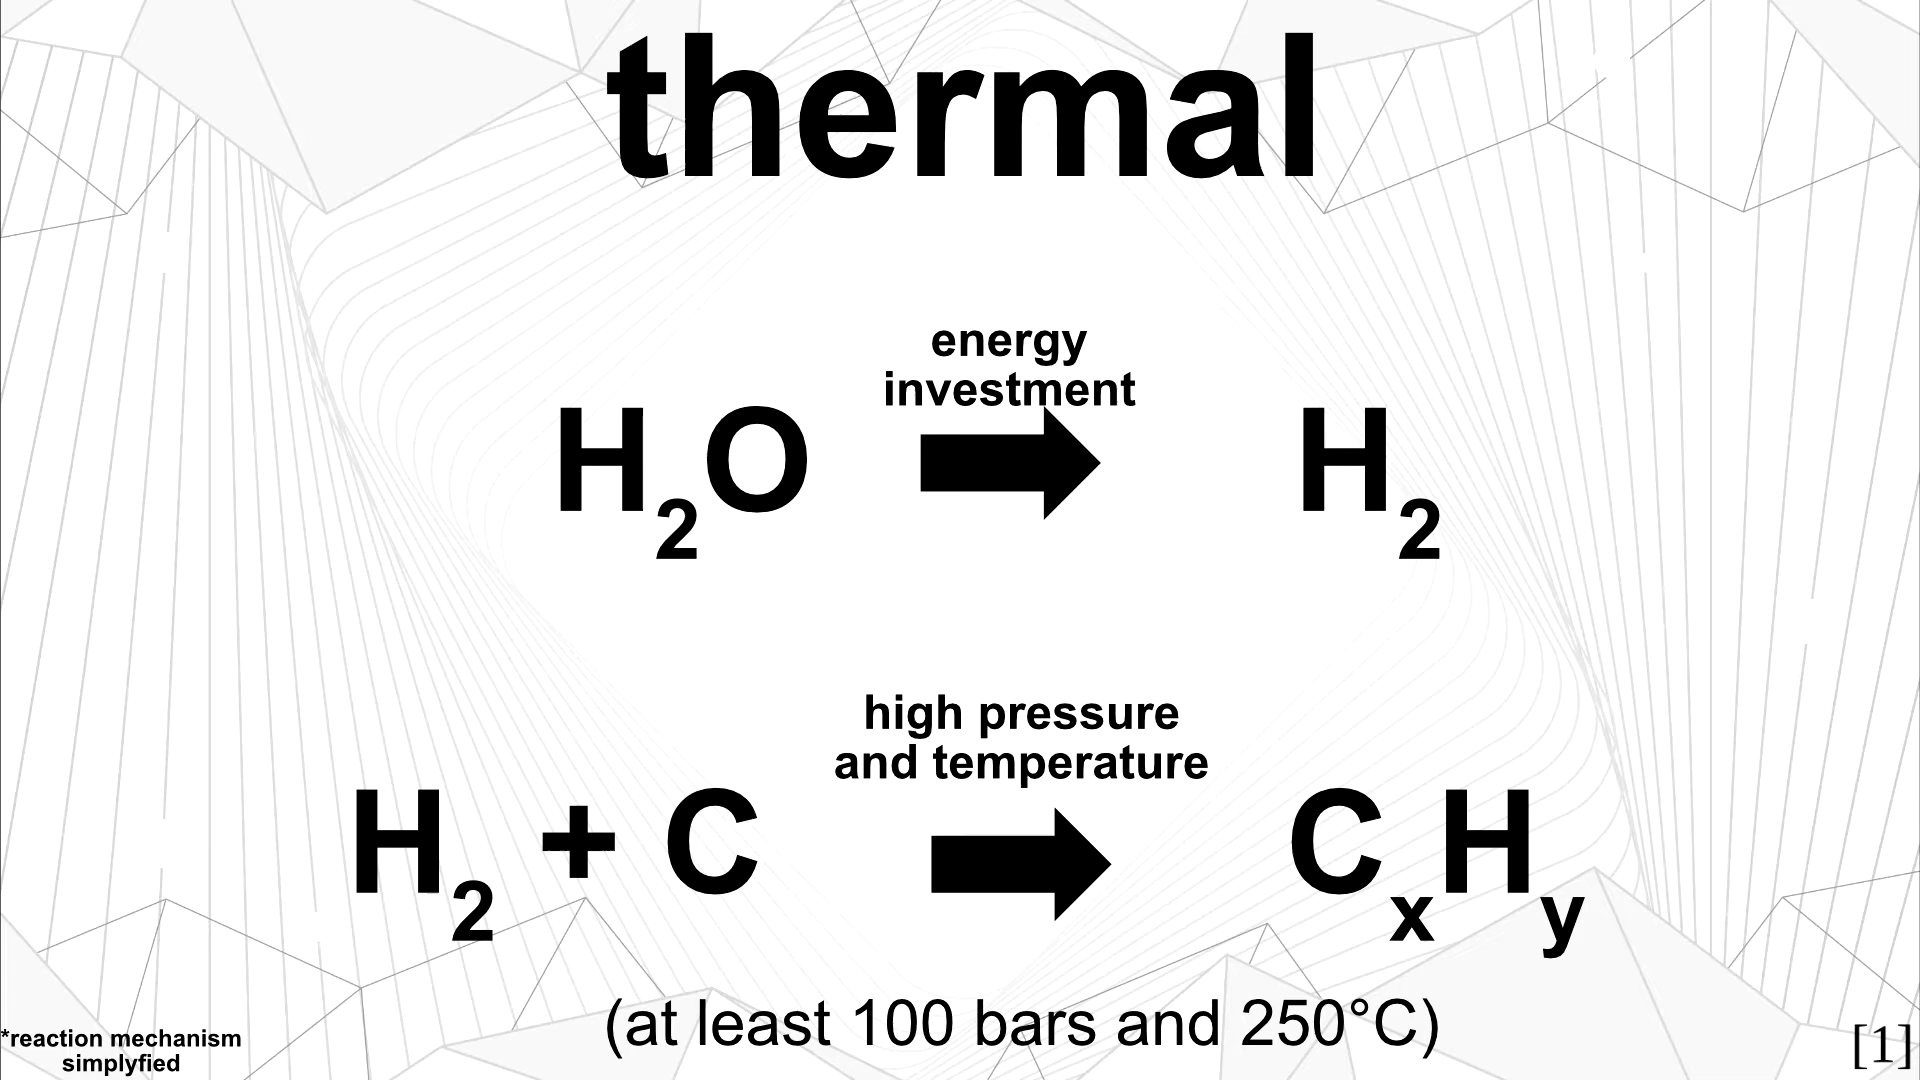 thermal
energy
investment
H₂O H₂
high pressure
and temperature
H₂ + C CₓHᵧ
(at least 100 bars and 250°C)
*reaction mechanism
simplyfied
[1]